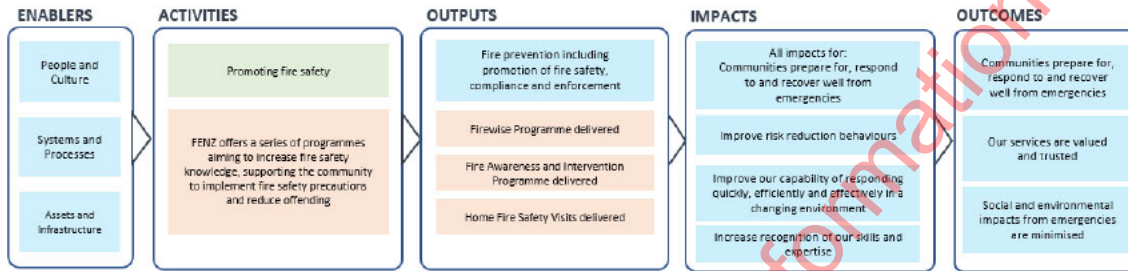 ENABLERS
People and
Culture
Systems and
Processes
Assets and
Infrastructure
ACTIVITIES
Promoting fire safety
FENZ offers a series of programmes
aiming to increase fire safety
knowledge, supporting the community
to implement fire safety precautions
and reduce offending
OUTPUTS
Fire prevention including
promotion of fire safety,
compliance and enforcement
Firewise Programme delivered
Fire Awareness and Intervention
Programme delivered
Home Fire Safety Visits delivered
IMPACTS
All impacts for:
Communities prepare for, respond
to and recover well from
emergencies
Improve risk reduction behaviours
Improve our capability of responding
quickly, efficiently and effectively in a
changing environment
Increase recognition of our skills and
expertise
OUTCOMES
Communities prepare for,
respond to and recover
well from emergencies
Our services are valued
and trusted
Social and environmental
impacts from emergencies
are minimised